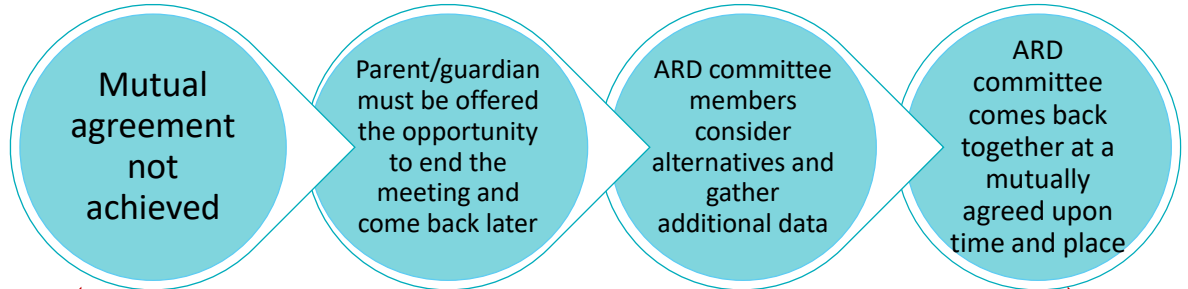 Mutual
agreement
not
achieved
Parent/guardian
must be offered
the opportunity
to end the
meeting and
come back later
ARD committee
members
consider
alternatives and
gather
additional data
ARD
committee
comes back
together at a
mutually
agreed upon
time and place